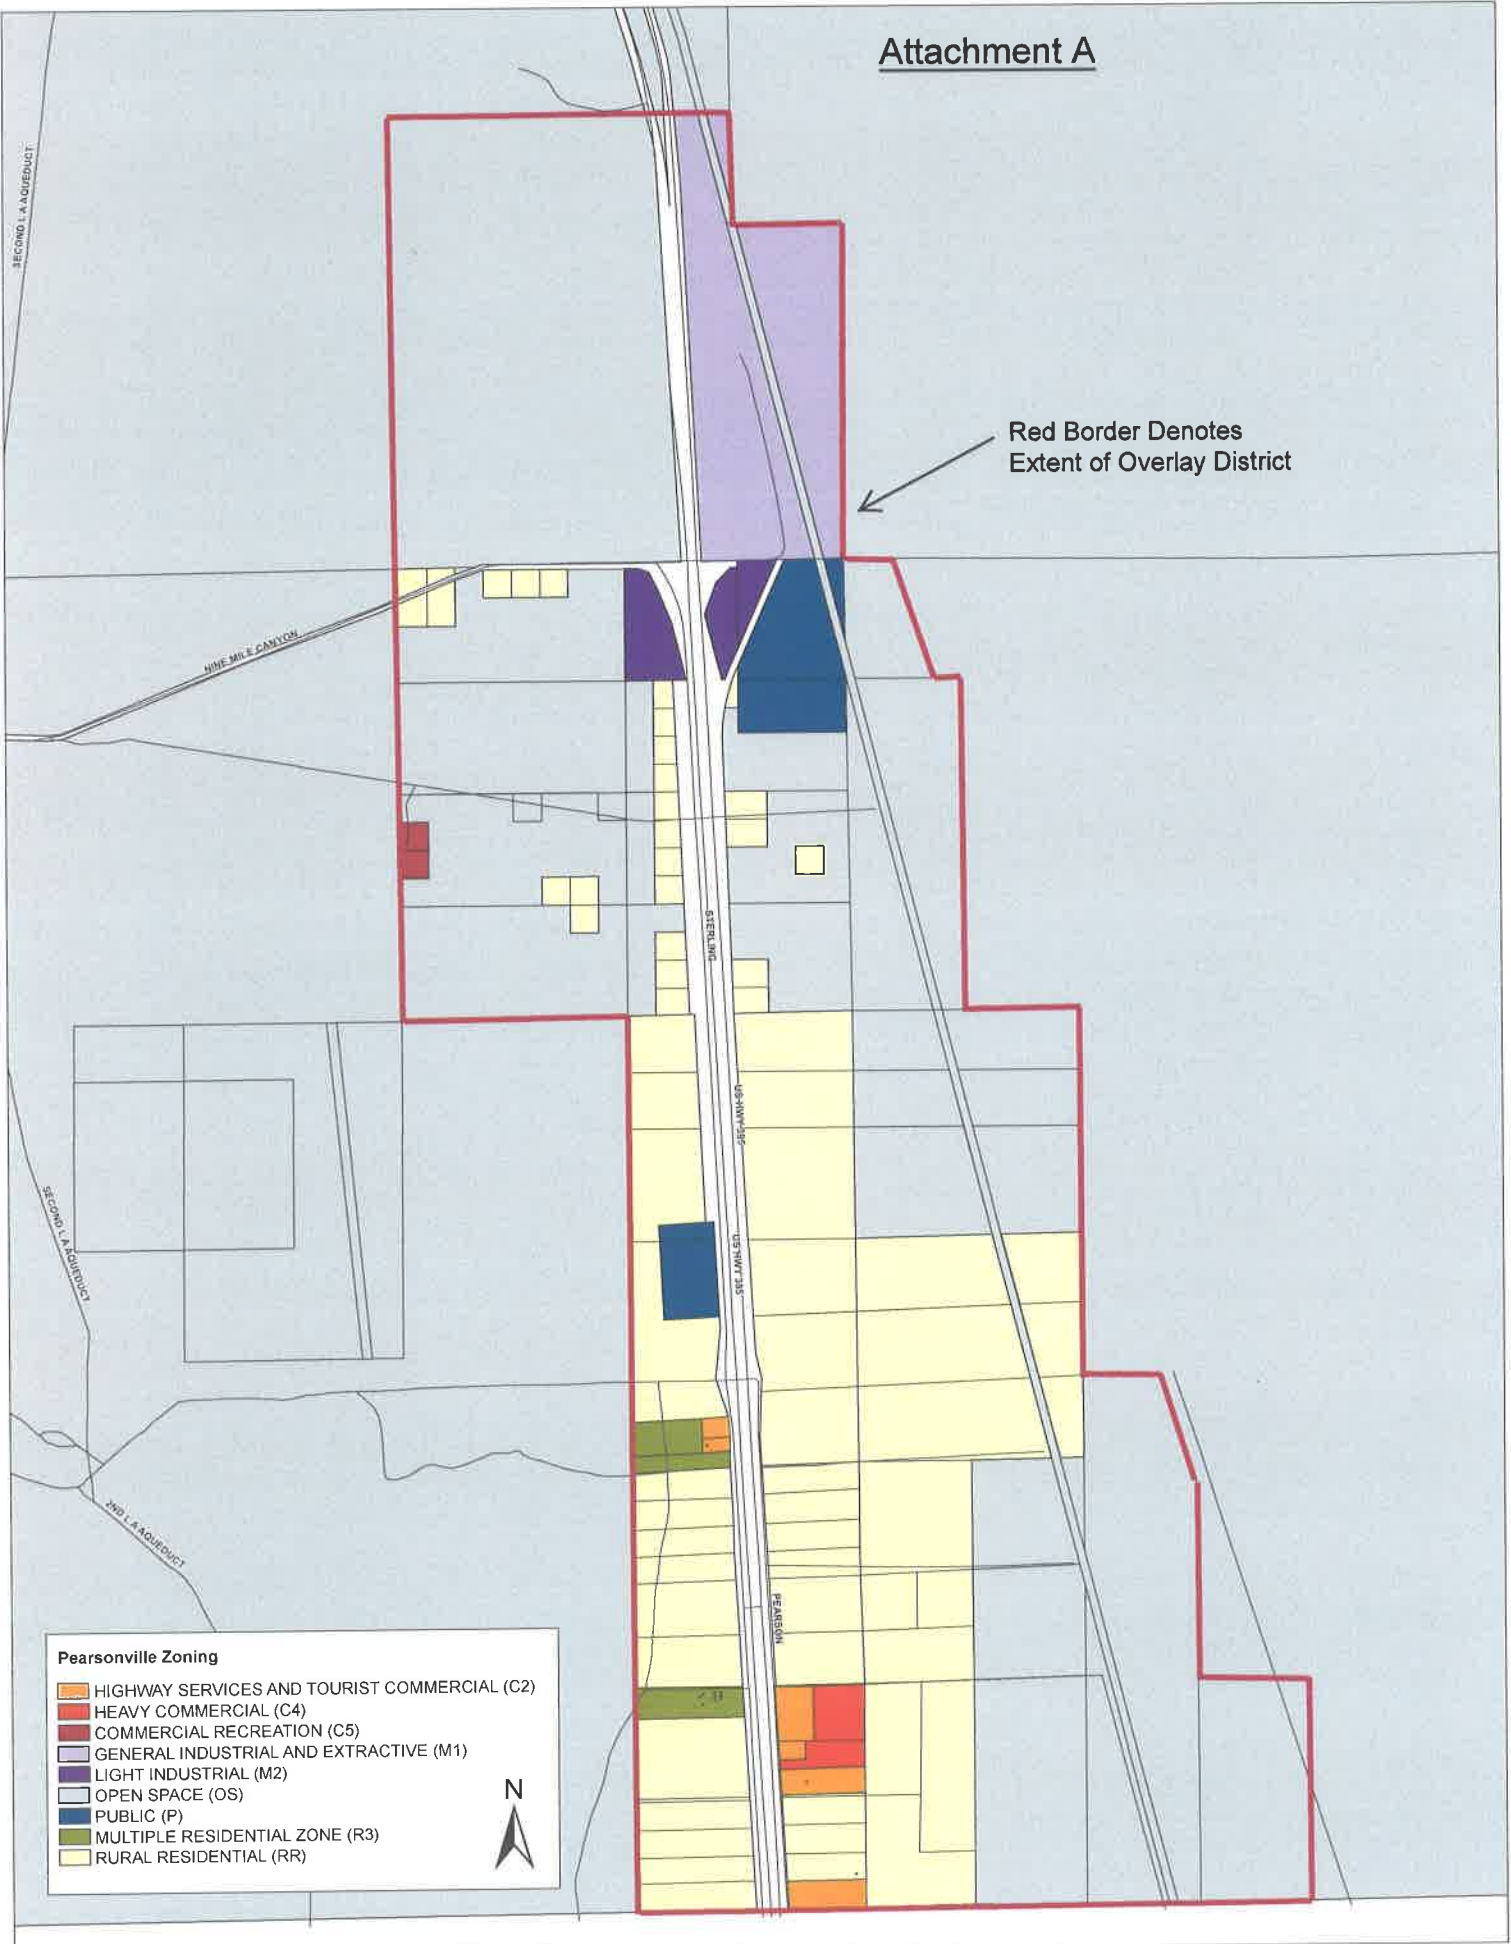 Attachment A
SECOND L A AQUEDUCT
Red Border Denotes
Extent of Overlay District
NINE MILE CANYON
STERLING
US HWY 395
SECOND L A AQUEDUCT
US HWY 395
2ND L A AQUEDUCT
PEARSON
Pearsonville Zoning
HIGHWAY SERVICES AND TOURIST COMMERCIAL (C2)
HEAVY COMMERCIAL (C4)
COMMERCIAL RECREATION (C5)
GENERAL INDUSTRIAL AND EXTRACTIVE (M1)
LIGHT INDUSTRIAL (M2)
OPEN SPACE (OS)
PUBLIC (P)
MULTIPLE RESIDENTIAL ZONE (R3)
RURAL RESIDENTIAL (RR)
N